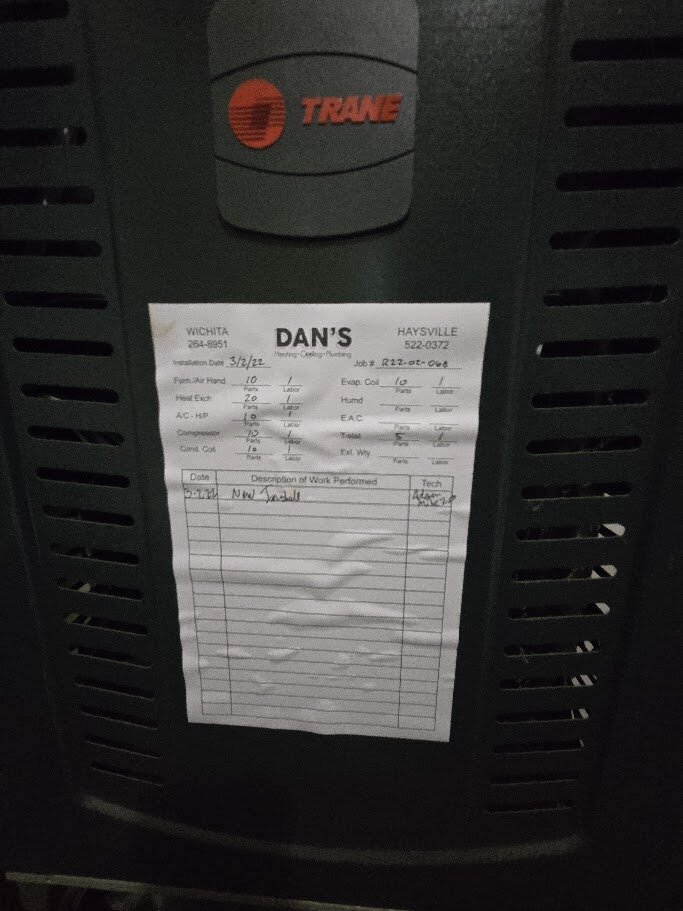 TRANE
WICHITA
264-8951
DAN'S
Heating • Cooling • Plumbing
HAYSVILLE
522-0372
Installation Date 3/2/22 Job # R22-02-068
Furn./Air Hand 10 1 Evap. Coil 10 1
Parts Labor Parts Labor
Heat Exch 20 1 Humd
Parts Labor Parts Labor
A/C - H/P 10 1 E.A.C.
Parts Labor Parts Labor
Compressor 10 1 T-stat 5 1
Parts Labor Parts Labor
Cond. Coil 10 1 Ext. Wty.
Parts Labor Parts Labor
Date Description of Work Performed Tech
3-2-22 New Install Adam